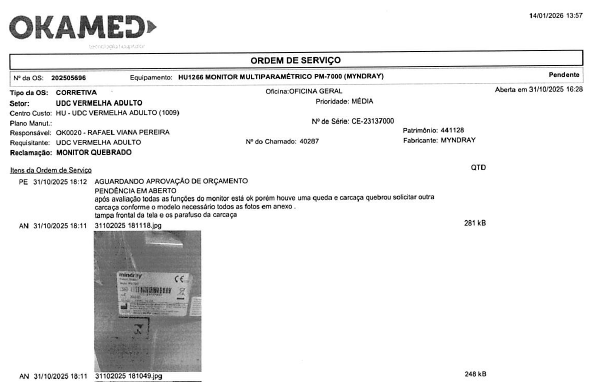 14/01/2026 13:57
OKAMED
ORDEM DE SERVIÇO
Nº da OS: 202505696 Equipamento: HU1266 MONITOR MULTIPARAMÉTRICO PM-7000 (MYNDRAY) Pendente
Tipo da OS: CORRETIVA Oficina:OFICINA GERAL Aberta em 31/10/2025 16:28
Setor: UDC VERMELHA ADULTO Prioridade: MÉDIA
Centro Custo: HU - UDC VERMELHA ADULTO (1009)
Plano Manut.: Nº de Série: CE-23137000
Responsável: OK0020 - RAFAEL VIANA PEREIRA Patrimônio: 441128
Requisitante: UDC VERMELHA ADULTO Nº do Chamado: 40287 Fabricante: MYNDRAY
Reclamação: MONITOR QUEBRADO
Itens da Ordem de Serviço QTD
PE 31/10/2025 18:12 AGUARDANDO APROVAÇÃO DE ORÇAMENTO
PENDÊNCIA EM ABERTO
após avaliação todas as funções do monitor está ok porém houve uma queda e carcaça quebrou solicitar outra
carcaça conforme o modelo necessário todos as fotos em anexo .
tampa frontal da tela e os parafuso da carcaça
AN 31/10/2025 18:11 31102025 181118.jpg 281 kB
mindray
AN 31/10/2025 18:11 31102025 181049.jpg 248 kB